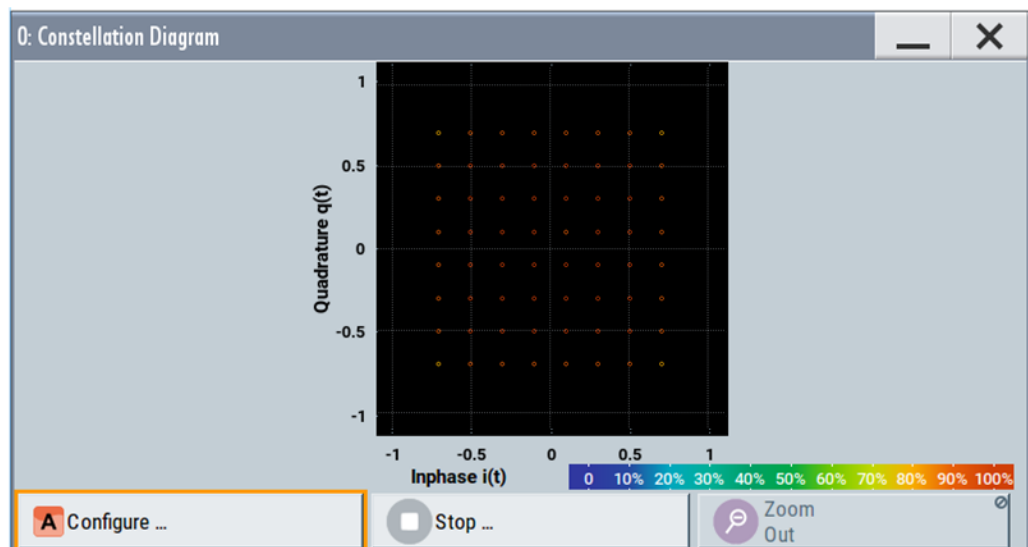 0: Constellation Diagram
1
0.5
0
-0.5
-1
Quadrature q(t)
-1 -0.5 0 0.5 1
Inphase i(t)
0 10% 20% 30% 40% 50% 60% 70% 80% 90% 100%
A Configure ...
Stop ...
Zoom
Out